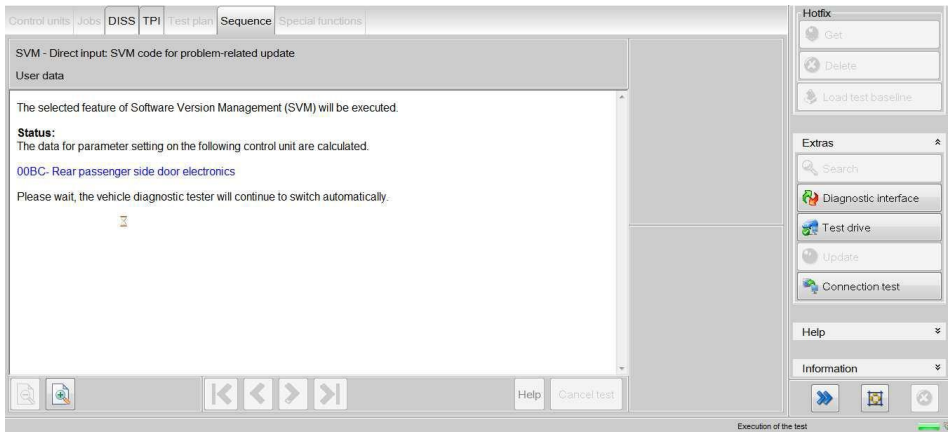 Control units Jobs DISS TPI Test plan Sequence Special functions
SVM - Direct input: SVM code for problem-related update
User data
The selected feature of Software Version Management (SVM) will be executed.
Status:
The data for parameter setting on the following control unit are calculated.
00BC- Rear passenger side door electronics
Please wait, the vehicle diagnostic tester will continue to switch automatically.
Help Cancel test
Hotfix
Get
Delete
Load test baseline
Extras
Search
Diagnostic interface
Test drive
Update
Connection test
Help
Information
Execution of the test